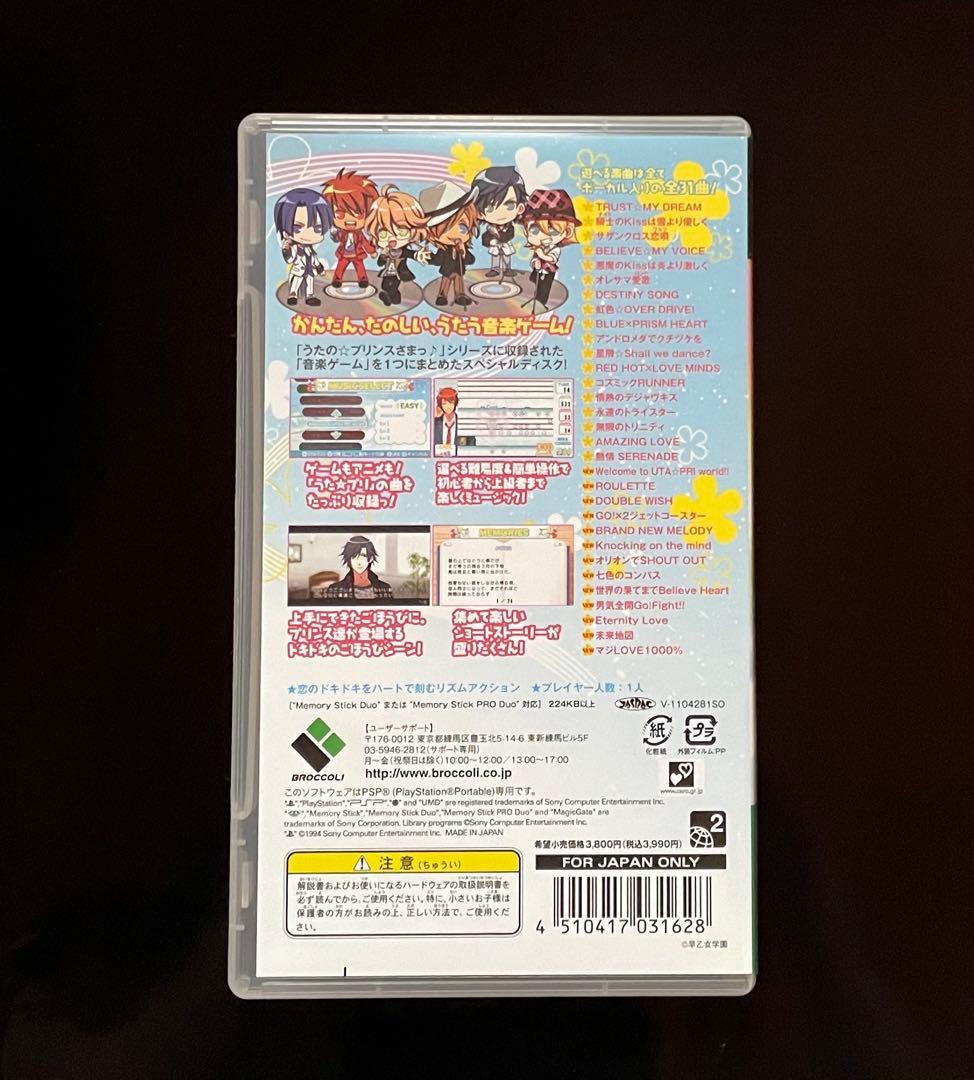 かんたん、たのしい、うたう音楽ゲーム!
「うたの☆プリンスさまっ♪」シリーズに収録された
「音楽ゲーム」を1つにまとめたスペシャルディスク!
MUSIC SELECT
EASY
ゲームもアニメも!
「うた☆プリ」の曲を
たっぷり収録っ!
選べる難易度&簡単操作で
初心者から上級者まで
楽しくミュージック!
上手にできたごほうびに、
プリンス達が登場する
ドキドキのごほうびシーン!
MEMORIES
1/31
集めて楽しい
ショートストーリーが
盛りだくさん!
遊べる楽曲は全て
ボーカル入りの全31曲!
TRUST☆MY DREAM
騎士のKissは雪より優しく
サザンクロス恋唄
BELIEVE☆MY VOICE
悪魔のKissは炎より激しく
オレサマ愛歌
DESTINY SONG
虹色☆OVER DRIVE!
BLUE×PRISM HEART
アンドロメダでクチヅケを
星屑☆Shall we dance?
RED HOT×LOVE MINDS
コズミックRUNNER
情熱のデジャヴキス
永遠のトライスター
無限のトリニティ
AMAZING LOVE
熱情 SERENADE
NEW Welcome to UTA☆PRI world!!
NEW ROULETTE
NEW DOUBLE WISH
NEW GO!×2ジェットコースター
NEW BRAND NEW MELODY
NEW Knocking on the mind
NEW オリオンでSHOUT OUT
NEW 七色のコンパス
NEW 世界の果てまでBelieve Heart
NEW 男気全開Go!Fight!!
NEW Eternity Love
NEW 未来地図
NEW マジLOVE1000%
★恋のドキドキをハートで刻むリズムアクション ★プレイヤー人数:1人
["Memory Stick Duo" または "Memory Stick PRO Duo" 対応] 224KB以上
JASRAC V-1104281SO
BROCCOLI
【ユーザーサポート】
〒176-0012 東京都練馬区豊玉北5-14-6 東新練馬ビル5F
03-5946-2812(サポート専用)
月〜金(祝祭日は除く)10:00〜12:00/13:00〜17:00
http://www.broccoli.co.jp
紙
化粧紙
プラ
外装フィルム:PP
www.cero.gr.jp
このソフトウェアはPSP® (PlayStation®Portable)専用です。
"PlayStation", "PSP", and "UMD" are registered trademarks of Sony Computer Entertainment Inc.
"Memory Stick","Memory Stick Duo","Memory Stick PRO Duo" and "MagicGate" are
trademarks of Sony Corporation. Library programs ©Sony Computer Entertainment Inc.
©1994 Sony Computer Entertainment Inc. MADE IN JAPAN
2
希望小売価格3,800円(税込3,990円)
FOR JAPAN ONLY
注意(ちゅうい)
解説書およびお使いになるハードウェアの取扱説明書を
必ず読んでから、ご使用ください。特に、小さいお子様は
保護者の方がお読みの上、正しい方法で、ご使用くだ
さい。
4 510417 031628
©早乙女学園